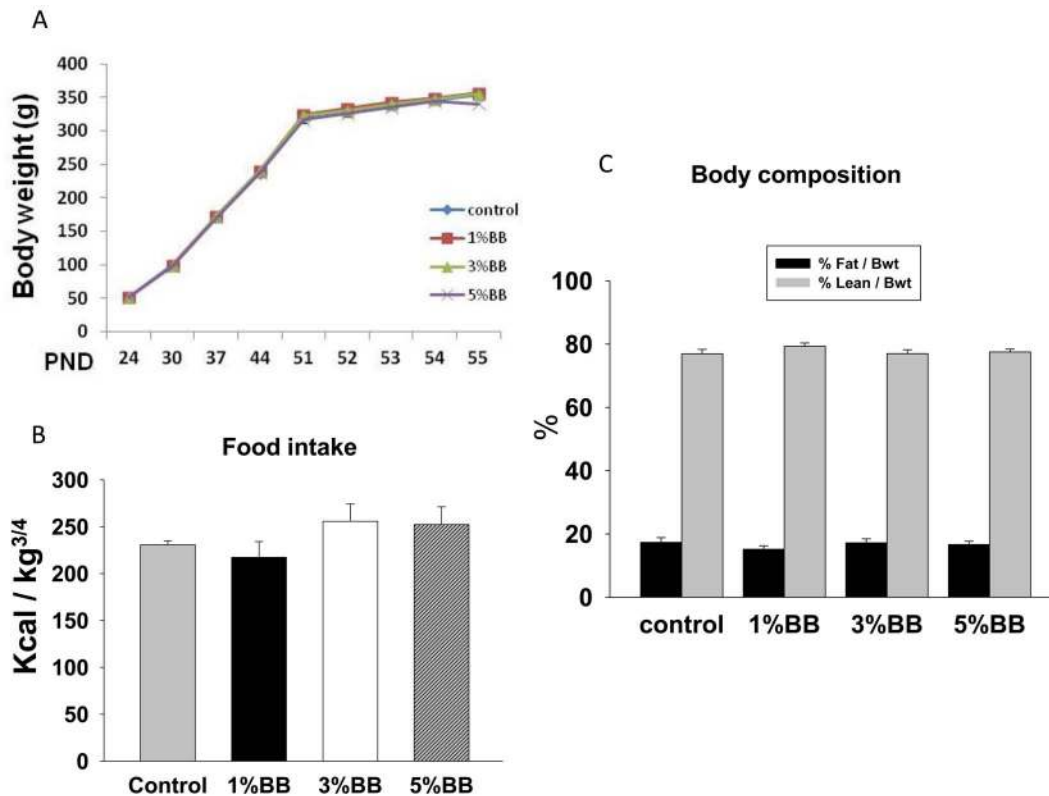 A
Body weight (g)
400
350
300
250
200
150
100
50
0
control
1%BB
3%BB
5%BB
PND 24 30 37 44 51 52 53 54 55
B
Food intake
Kcal / kg3/4
300
250
200
150
100
50
0
Control 1%BB 3%BB 5%BB
C
Body composition
% Fat / Bwt
% Lean / Bwt
%
100
80
60
40
20
0
control 1%BB 3%BB 5%BB